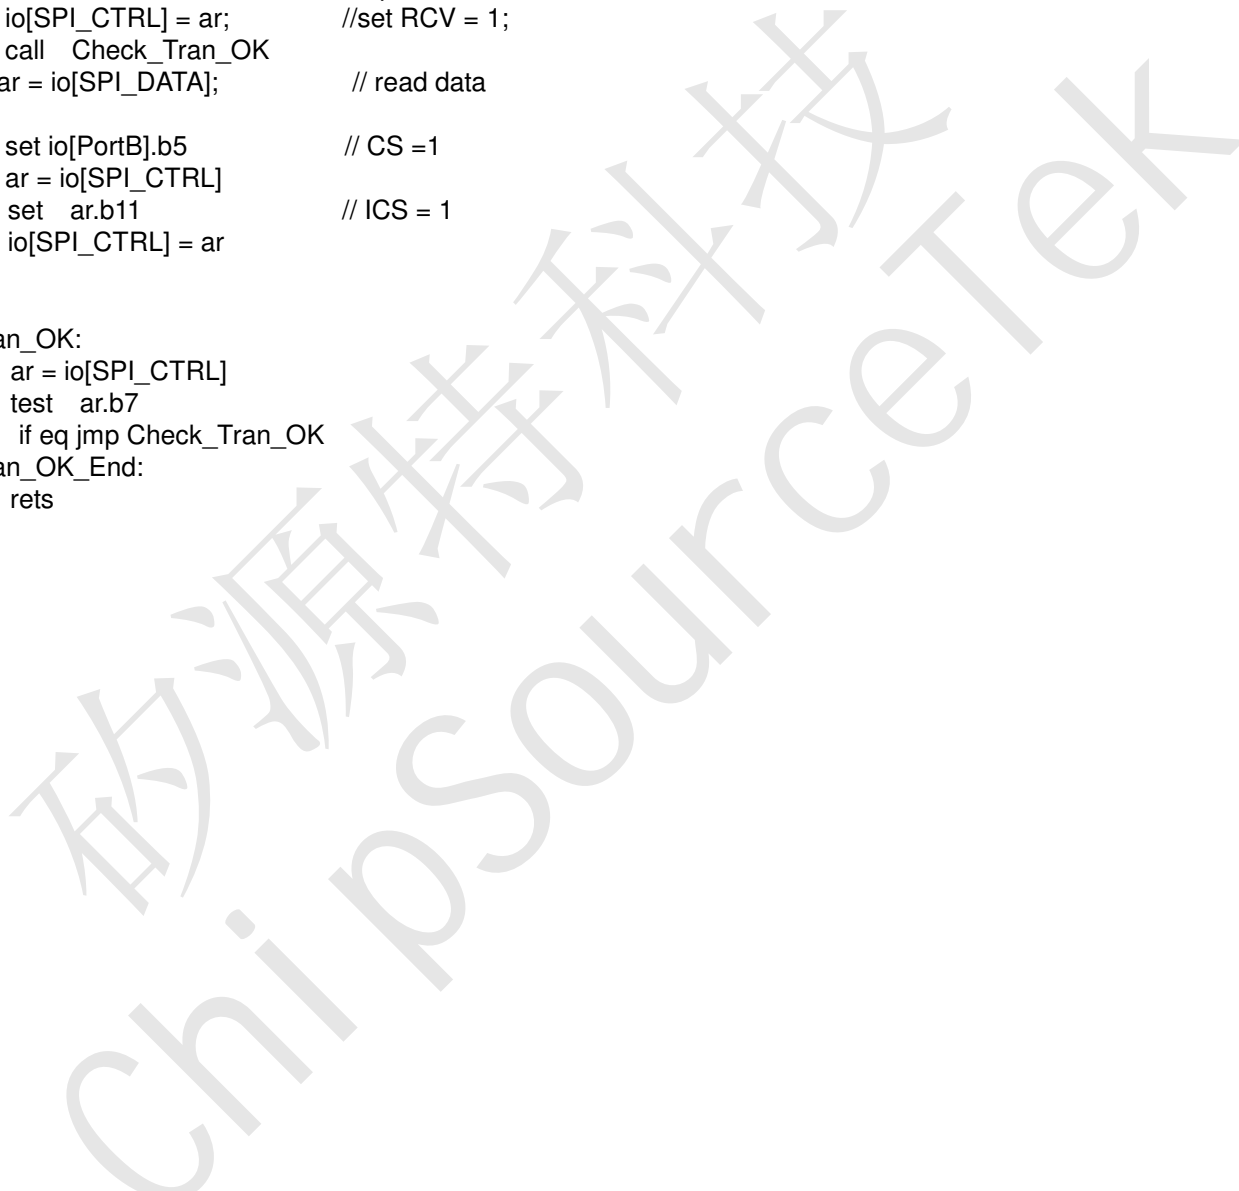 io[SPI_CTRL] = ar; //set RCV = 1;
call Check_Tran_OK
ar = io[SPI_DATA]; // read data
set io[PortB].b5 // CS =1
ar = io[SPI_CTRL]
set ar.b11 // ICS = 1
io[SPI_CTRL] = ar
an_OK:
ar = io[SPI_CTRL]
test ar.b7
if eq jmp Check_Tran_OK
an_OK_End:
rets
矽源特科技
ChipSourceTek